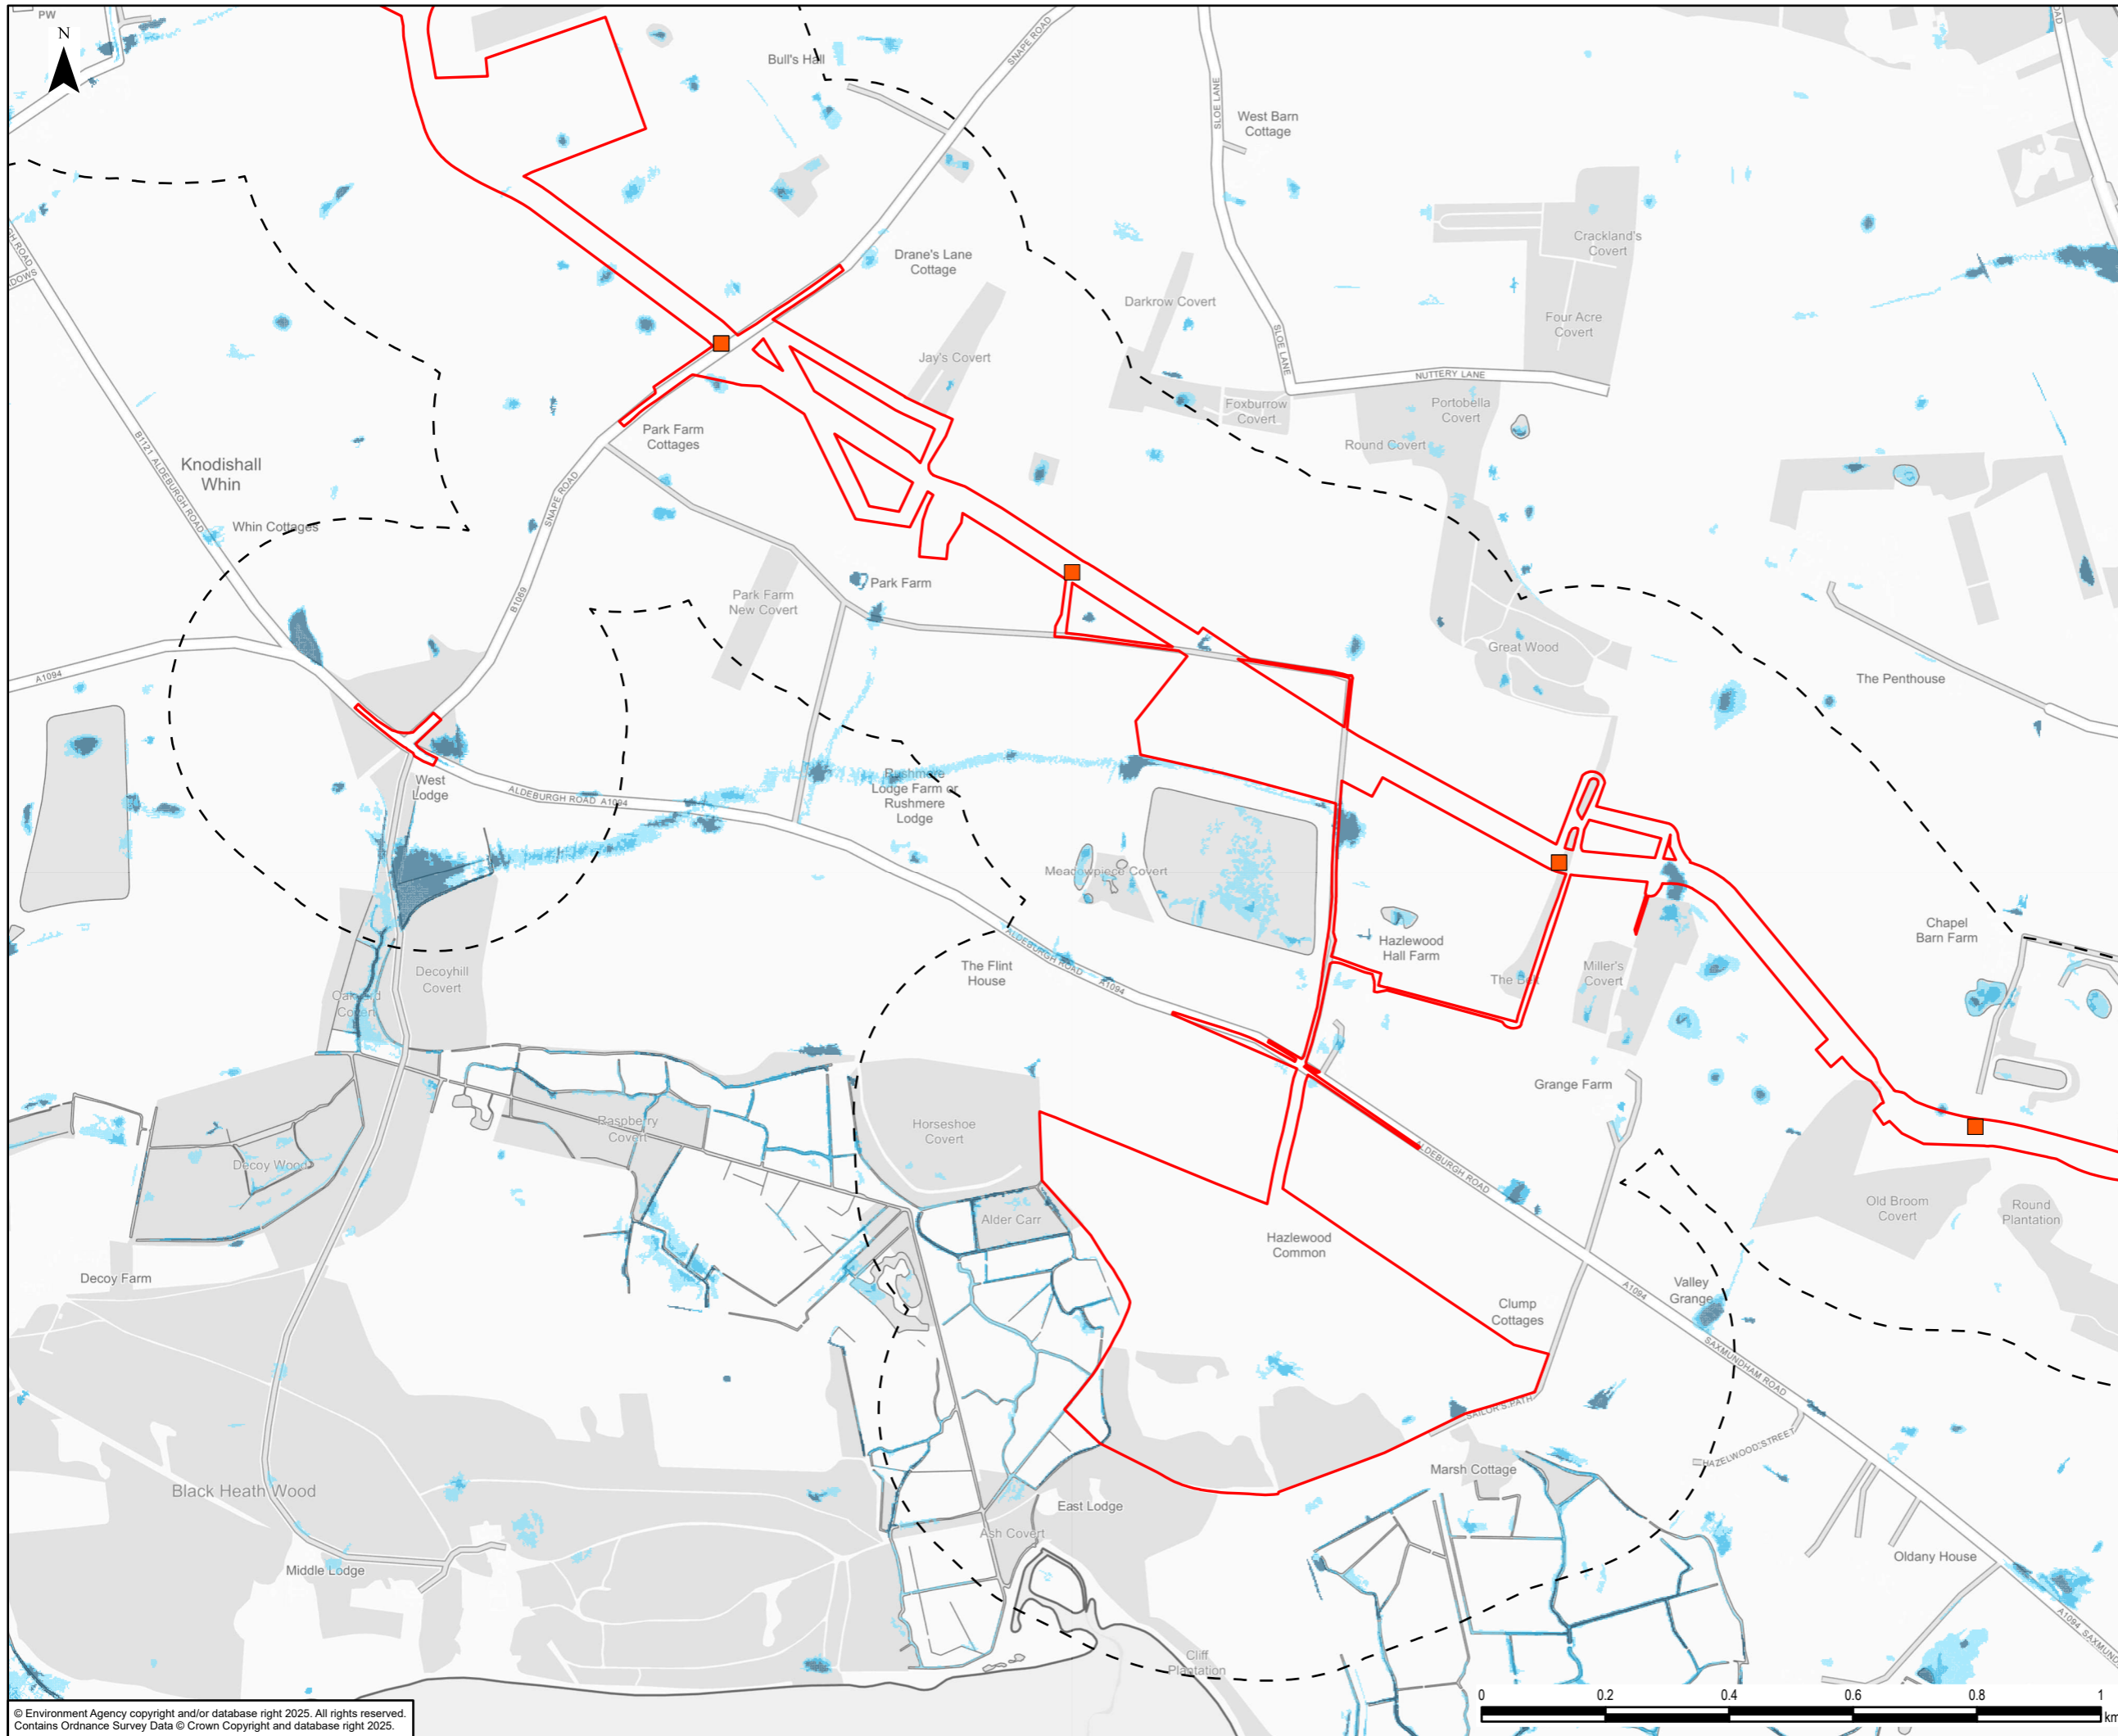 PW
N
Bull's Hall
SNAPE ROAD
SLOE LANE
West Barn
Cottage
Crackland's
Covert
Drane's Lane
Cottage
Darkrow Covert
Four Acre
Covert
SLOE LANE
Jay's Covert
NUTTERY LANE
Foxburrow
Covert
Portobella
Covert
Round Covert
Park Farm
Cottages
GH ROAD
DOWS
B1121 ALDEBURGH ROAD
Knodishall
Whin
SNAPE ROAD
Whin Cottages
Park Farm
Park Farm
New Covert
B1069
Great Wood
The Penthouse
A1094
West
Lodge
ALDEBURGH ROAD A1094
Rushmere
Lodge Farm or
Rushmere
Lodge
Meadowpiece Covert
Hazlewood
Hall Farm
Chapel
Barn Farm
The Flint
House
ALDEBURGH ROAD
A1094
The Belt
Miller's
Covert
Decoyhill
Covert
Covert
Grange Farm
Raspberry
Covert
Horseshoe
Covert
Decoy Wood
ALDEBURGH ROAD
Old Broom
Covert
Round
Plantation
Alder Carr
Hazlewood
Common
Decoy Farm
A1094
Valley
Grange
Clump
Cottages
SAXMUNDHAM ROAD
SAILOR'S PATH
HAZELWOOD STREET
Marsh Cottage
Black Heath Wood
East Lodge
Ash Covert
Middle Lodge
Oldany House
A1094 SAXMUND
Cliff
Plantation
0 0.2 0.4 0.6 0.8 1
km
© Environment Agency copyright and/or database right 2025. All rights reserved.
Contains Ordnance Survey Data © Crown Copyright and database right 2025.